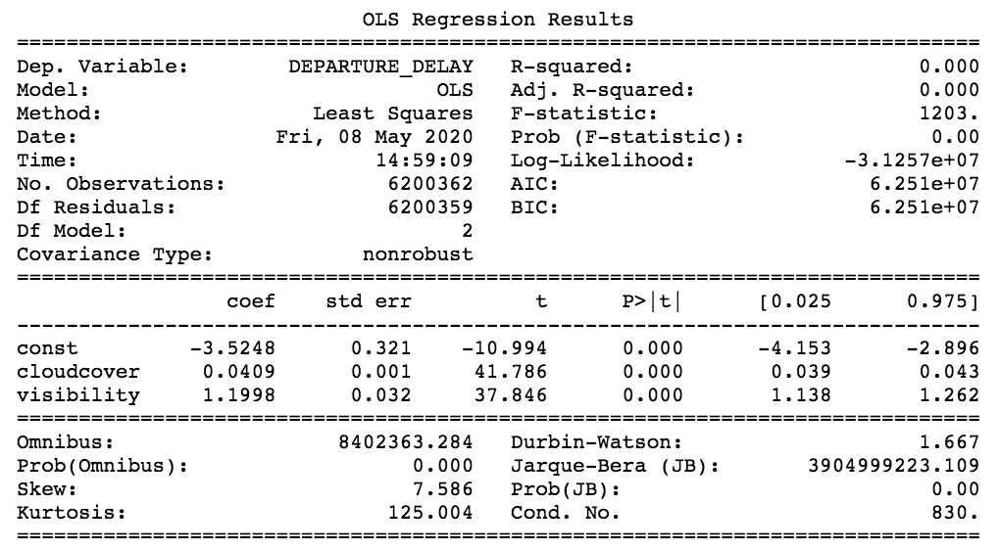 OLS Regression Results
==============================================================================
Dep. Variable:        DEPARTURE_DELAY   R-squared:                       0.000
Model:                            OLS   Adj. R-squared:                  0.000
Method:                 Least Squares   F-statistic:                     1203.
Date:                Fri, 08 May 2020   Prob (F-statistic):               0.00
Time:                        14:59:09   Log-Likelihood:            -3.1257e+07
No. Observations:             6200362   AIC:                         6.251e+07
Df Residuals:                 6200359   BIC:                         6.251e+07
Df Model:                           2
Covariance Type:            nonrobust
==============================================================================
                 coef    std err          t      P>|t|      [0.025      0.975]
------------------------------------------------------------------------------
const         -3.5248      0.321    -10.994      0.000      -4.153      -2.896
cloudcover     0.0409      0.001     41.786      0.000       0.039       0.043
visibility     1.1998      0.032     37.846      0.000       1.138       1.262
==============================================================================
Omnibus:                  8402363.284   Durbin-Watson:                   1.667
Prob(Omnibus):                  0.000   Jarque-Bera (JB):       3904999223.109
Skew:                           7.586   Prob(JB):                         0.00
Kurtosis:                     125.004   Cond. No.                         830.
==============================================================================